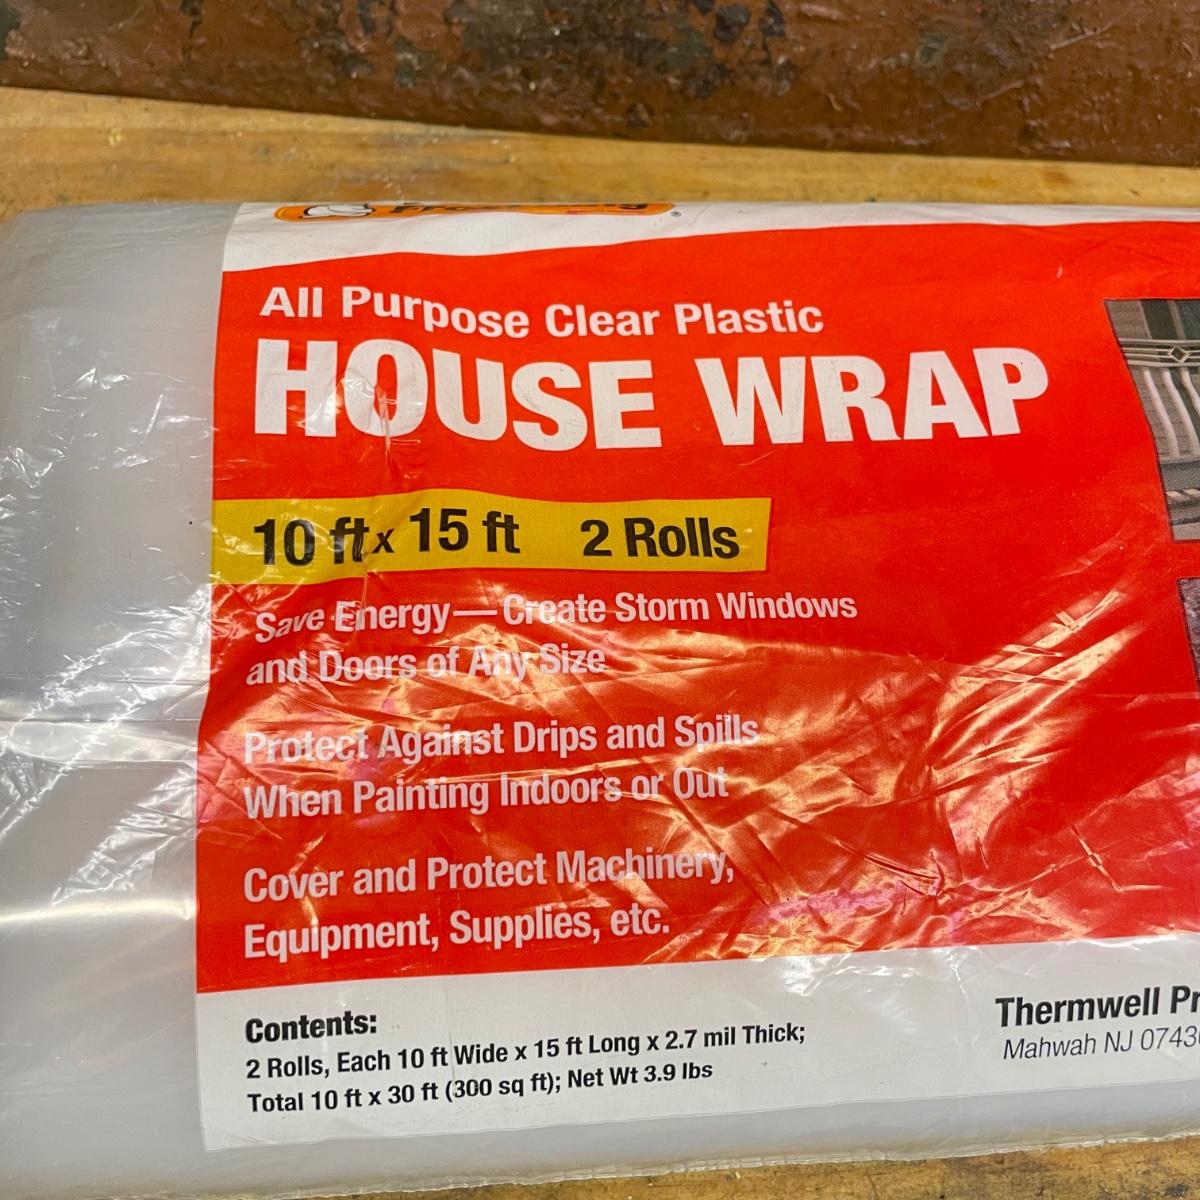 ®
All Purpose Clear Plastic
HOUSE WRAP
10 ft x 15 ft 2 Rolls
Save Energy—Create Storm Windows
and Doors of Any Size
Protect Against Drips and Spills
When Painting Indoors or Out
Cover and Protect Machinery,
Equipment, Supplies, etc.
Contents:
2 Rolls, Each 10 ft Wide x 15 ft Long x 2.7 mil Thick;
Total 10 ft x 30 ft (300 sq ft); Net Wt 3.9 lbs
Thermwell Pr
Mahwah NJ 0743